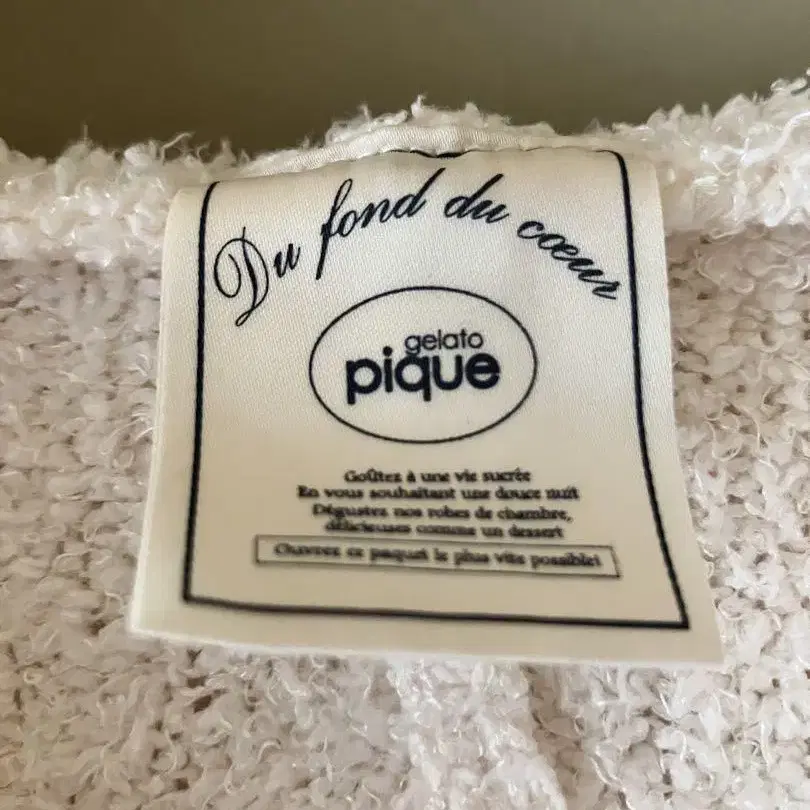 Du fond du cœur
gelato
pique
Goûtez à une vie sucrée
En vous souhaitant une douce nuit
Dégustez nos robes de chambre,
délicieuses comme un dessert
Ouvrez ce paquet le plus vite possible!